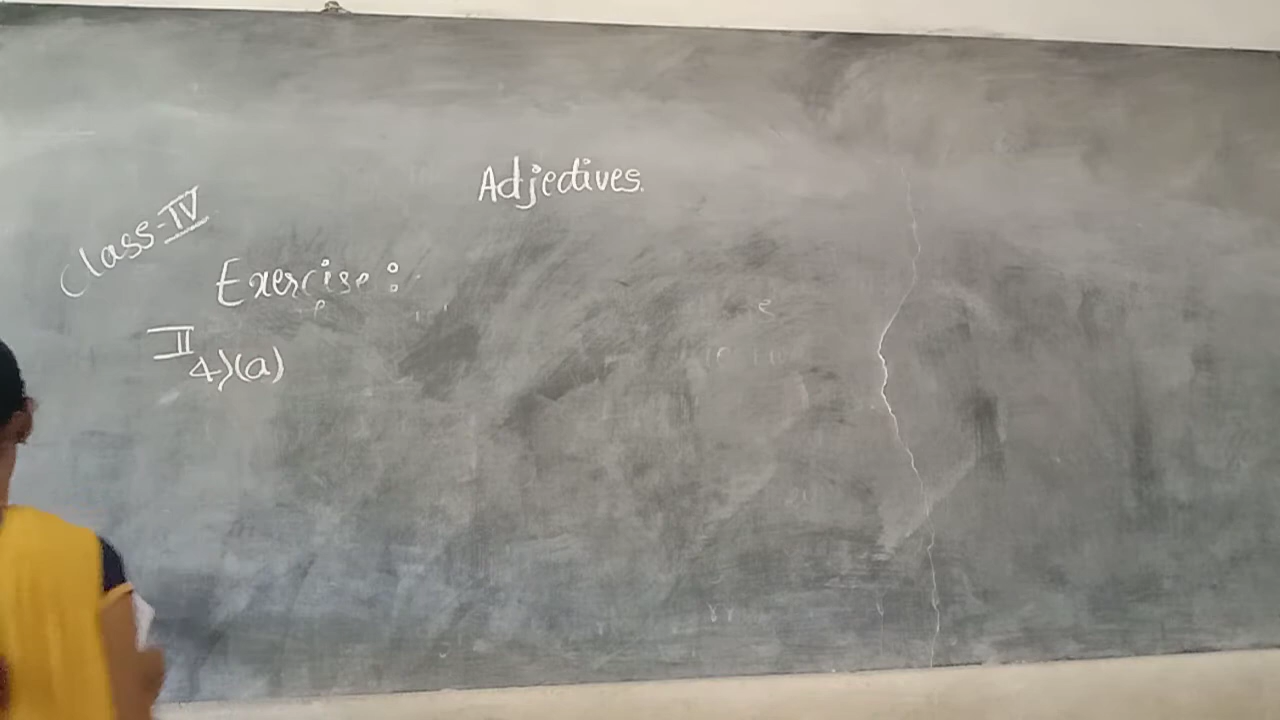 Adjectives.
Class-IV
Exercise:
II
4)(a)